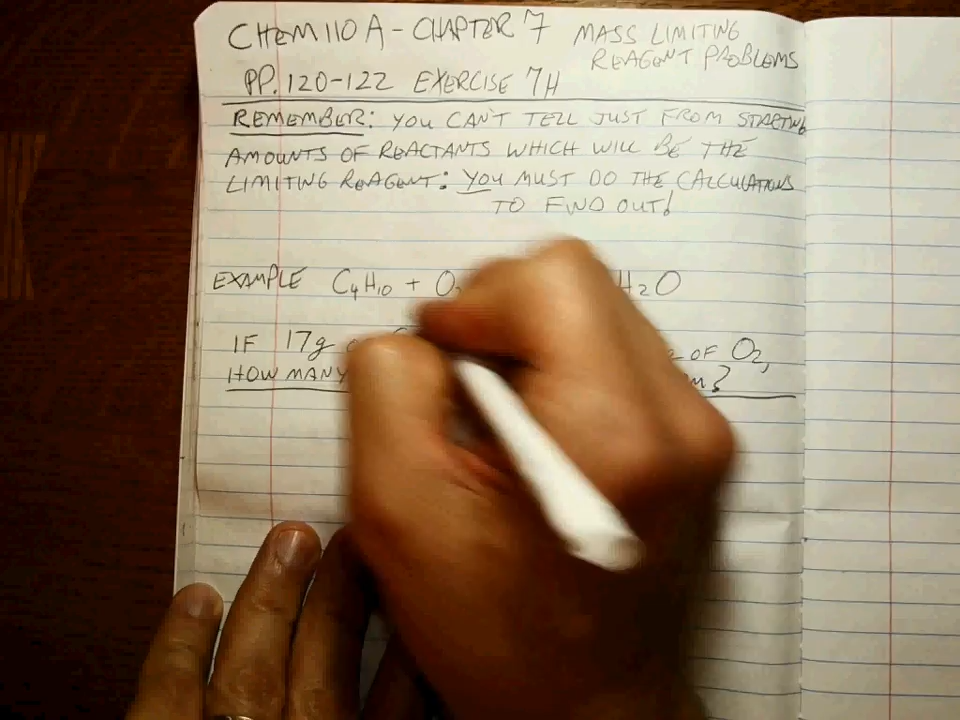 CHEM 110A - CHAPTER 7 MASS LIMITING
REAGENT PROBLEMS
PP. 120-122 EXERCISE 7H
REMEMBER: YOU CAN'T TELL JUST FROM STARTING
AMOUNTS OF REACTANTS WHICH WILL BE THE
LIMITING REAGENT: YOU MUST DO THE CALCULATIONS
TO FIND OUT!
EXAMPLE C₄H₁₀ + O₂ H₂O
IF 17g OF O₂,
HOW MANY